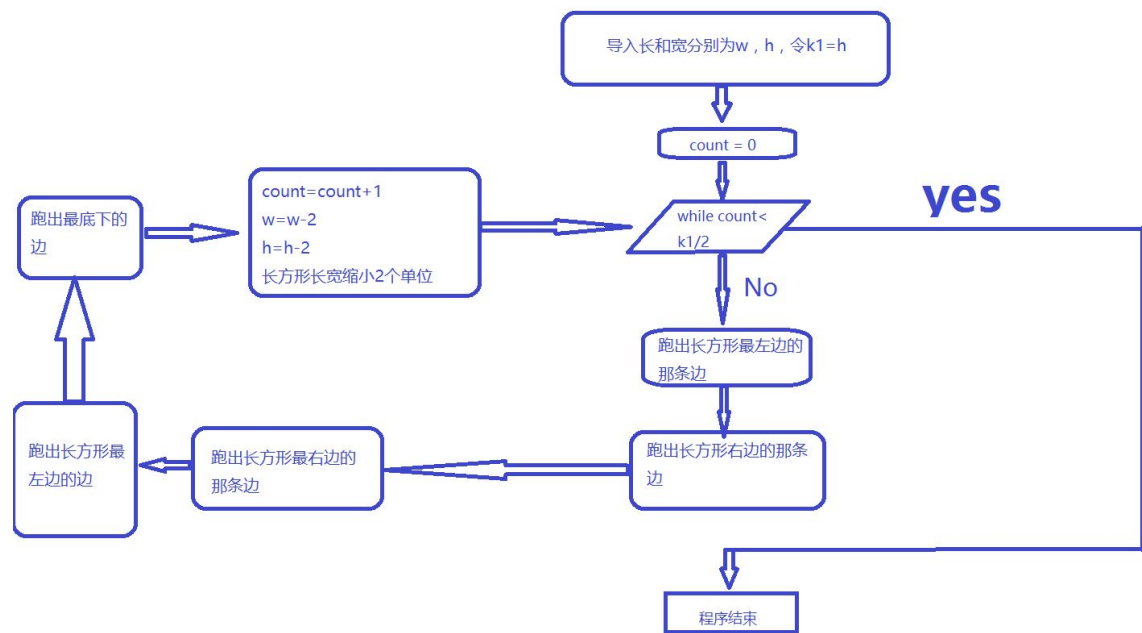 导入长和宽分别为w，h，令k1=h
count = 0
yes
while count<
k1/2
No
跑出长方形最左边的
那条边
跑出长方形右边的那条
边
跑出长方形最右边的
那条边
跑出长方形最
左边的边
跑出最底下的
边
count=count+1
w=w-2
h=h-2
长方形长宽缩小2个单位
程序结束